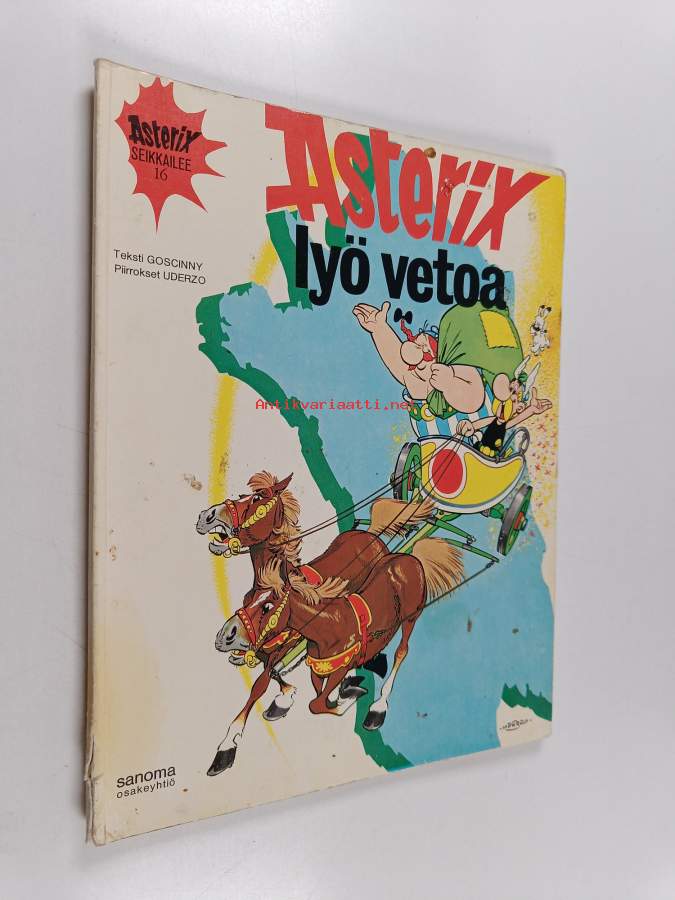 Asterix
SEIKKAILEE
16
Asterix
lyö vetoa
Teksti GOSCINNY
Piirrokset UDERZO
Antikvariaatti.net
sanoma
osakeyhtiö